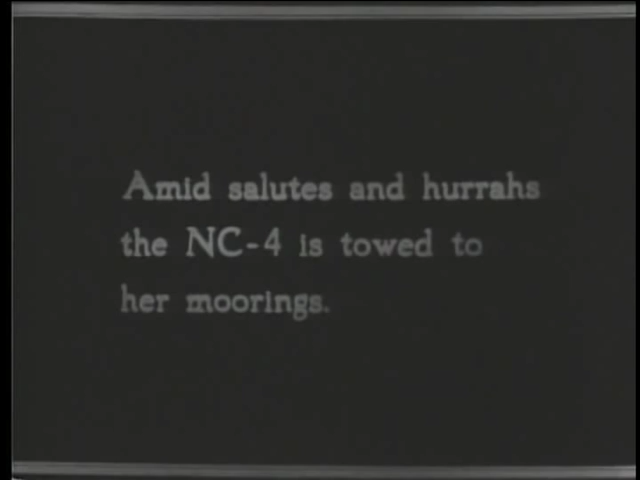 Amid salutes and hurrahs
the NC-4 is towed to
her moorings.